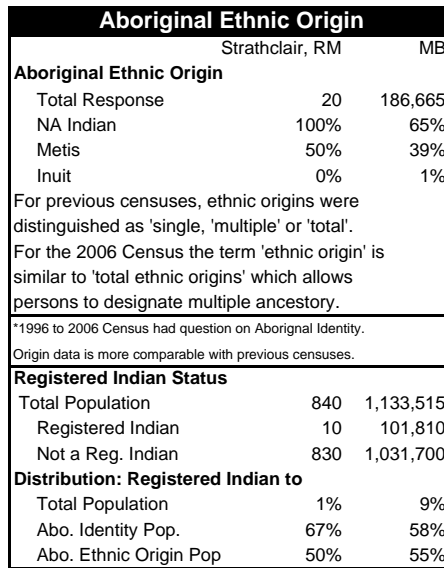 Aboriginal Ethnic Origin
Strathclair, RM MB
Aboriginal Ethnic Origin
Total Response 20 186,665
NA Indian 100% 65%
Metis 50% 39%
Inuit 0% 1%
For previous censuses, ethnic origins were
distinguished as 'single, 'multiple' or 'total'.
For the 2006 Census the term 'ethnic origin' is
similar to 'total ethnic origins' which allows
persons to designate multiple ancestory.
*1996 to 2006 Census had question on Aborignal Identity.
Origin data is more comparable with previous censuses.
Registered Indian Status
Total Population 840 1,133,515
Registered Indian 10 101,810
Not a Reg. Indian 830 1,031,700
Distribution: Registered Indian to
Total Population 1% 9%
Abo. Identity Pop. 67% 58%
Abo. Ethnic Origin Pop 50% 55%